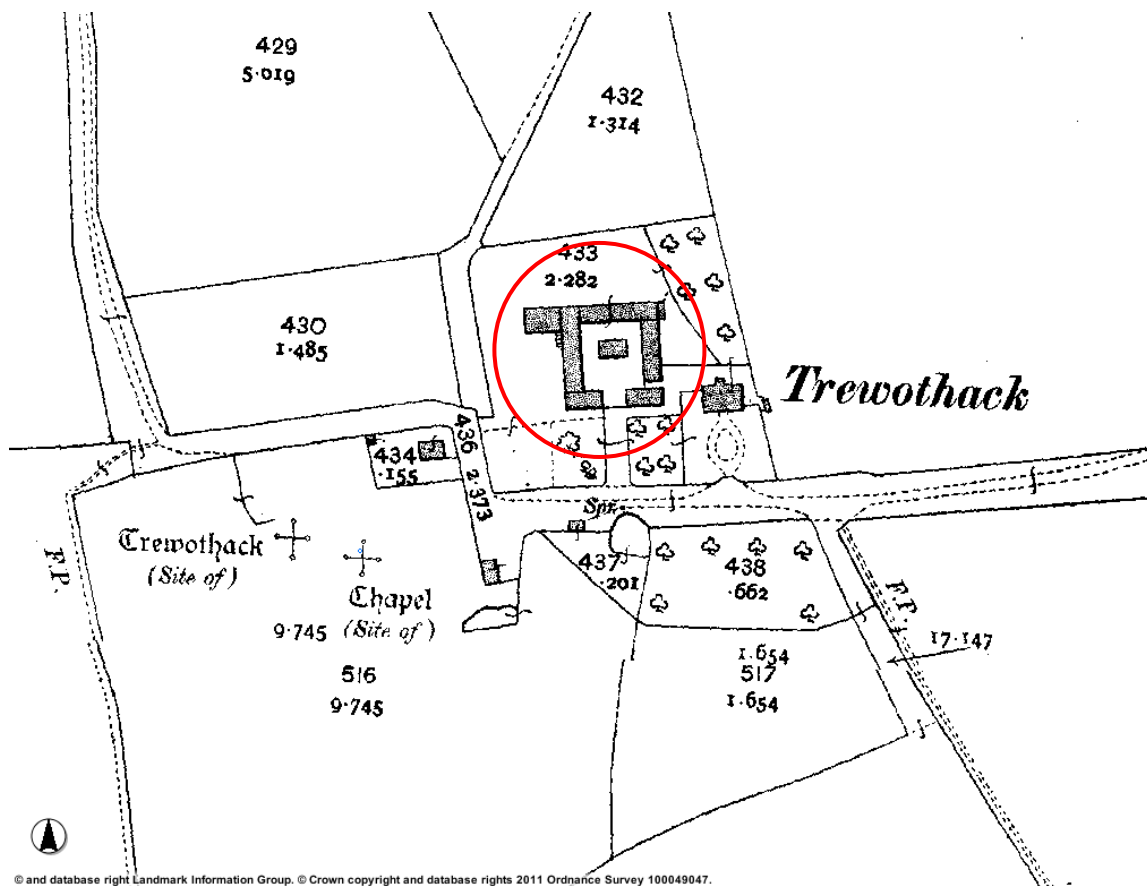 429
5·019
432
1·314
433
2·282
430
1·485
Trewothack
436
2·373
434
·155
Spr.
Trewothack
(Site of)
Chapel
(Site of)
F.P.
437
·201
438
·662
F.P.
17·147
9·745
516
9·745
1·654
517
1·654
© and database right Landmark Information Group. © Crown copyright and database rights 2011 Ordnance Survey 100049047.